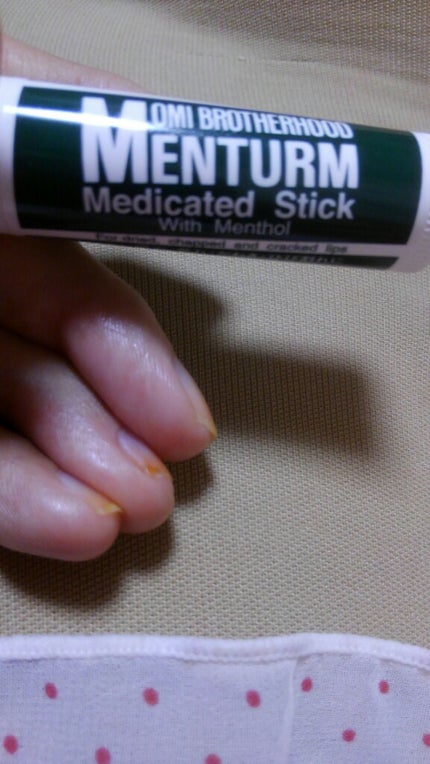 OMI BROTHERHOOD
MENTURM
Medicated Stick
With Menthol
For dried, chapped and cracked lips